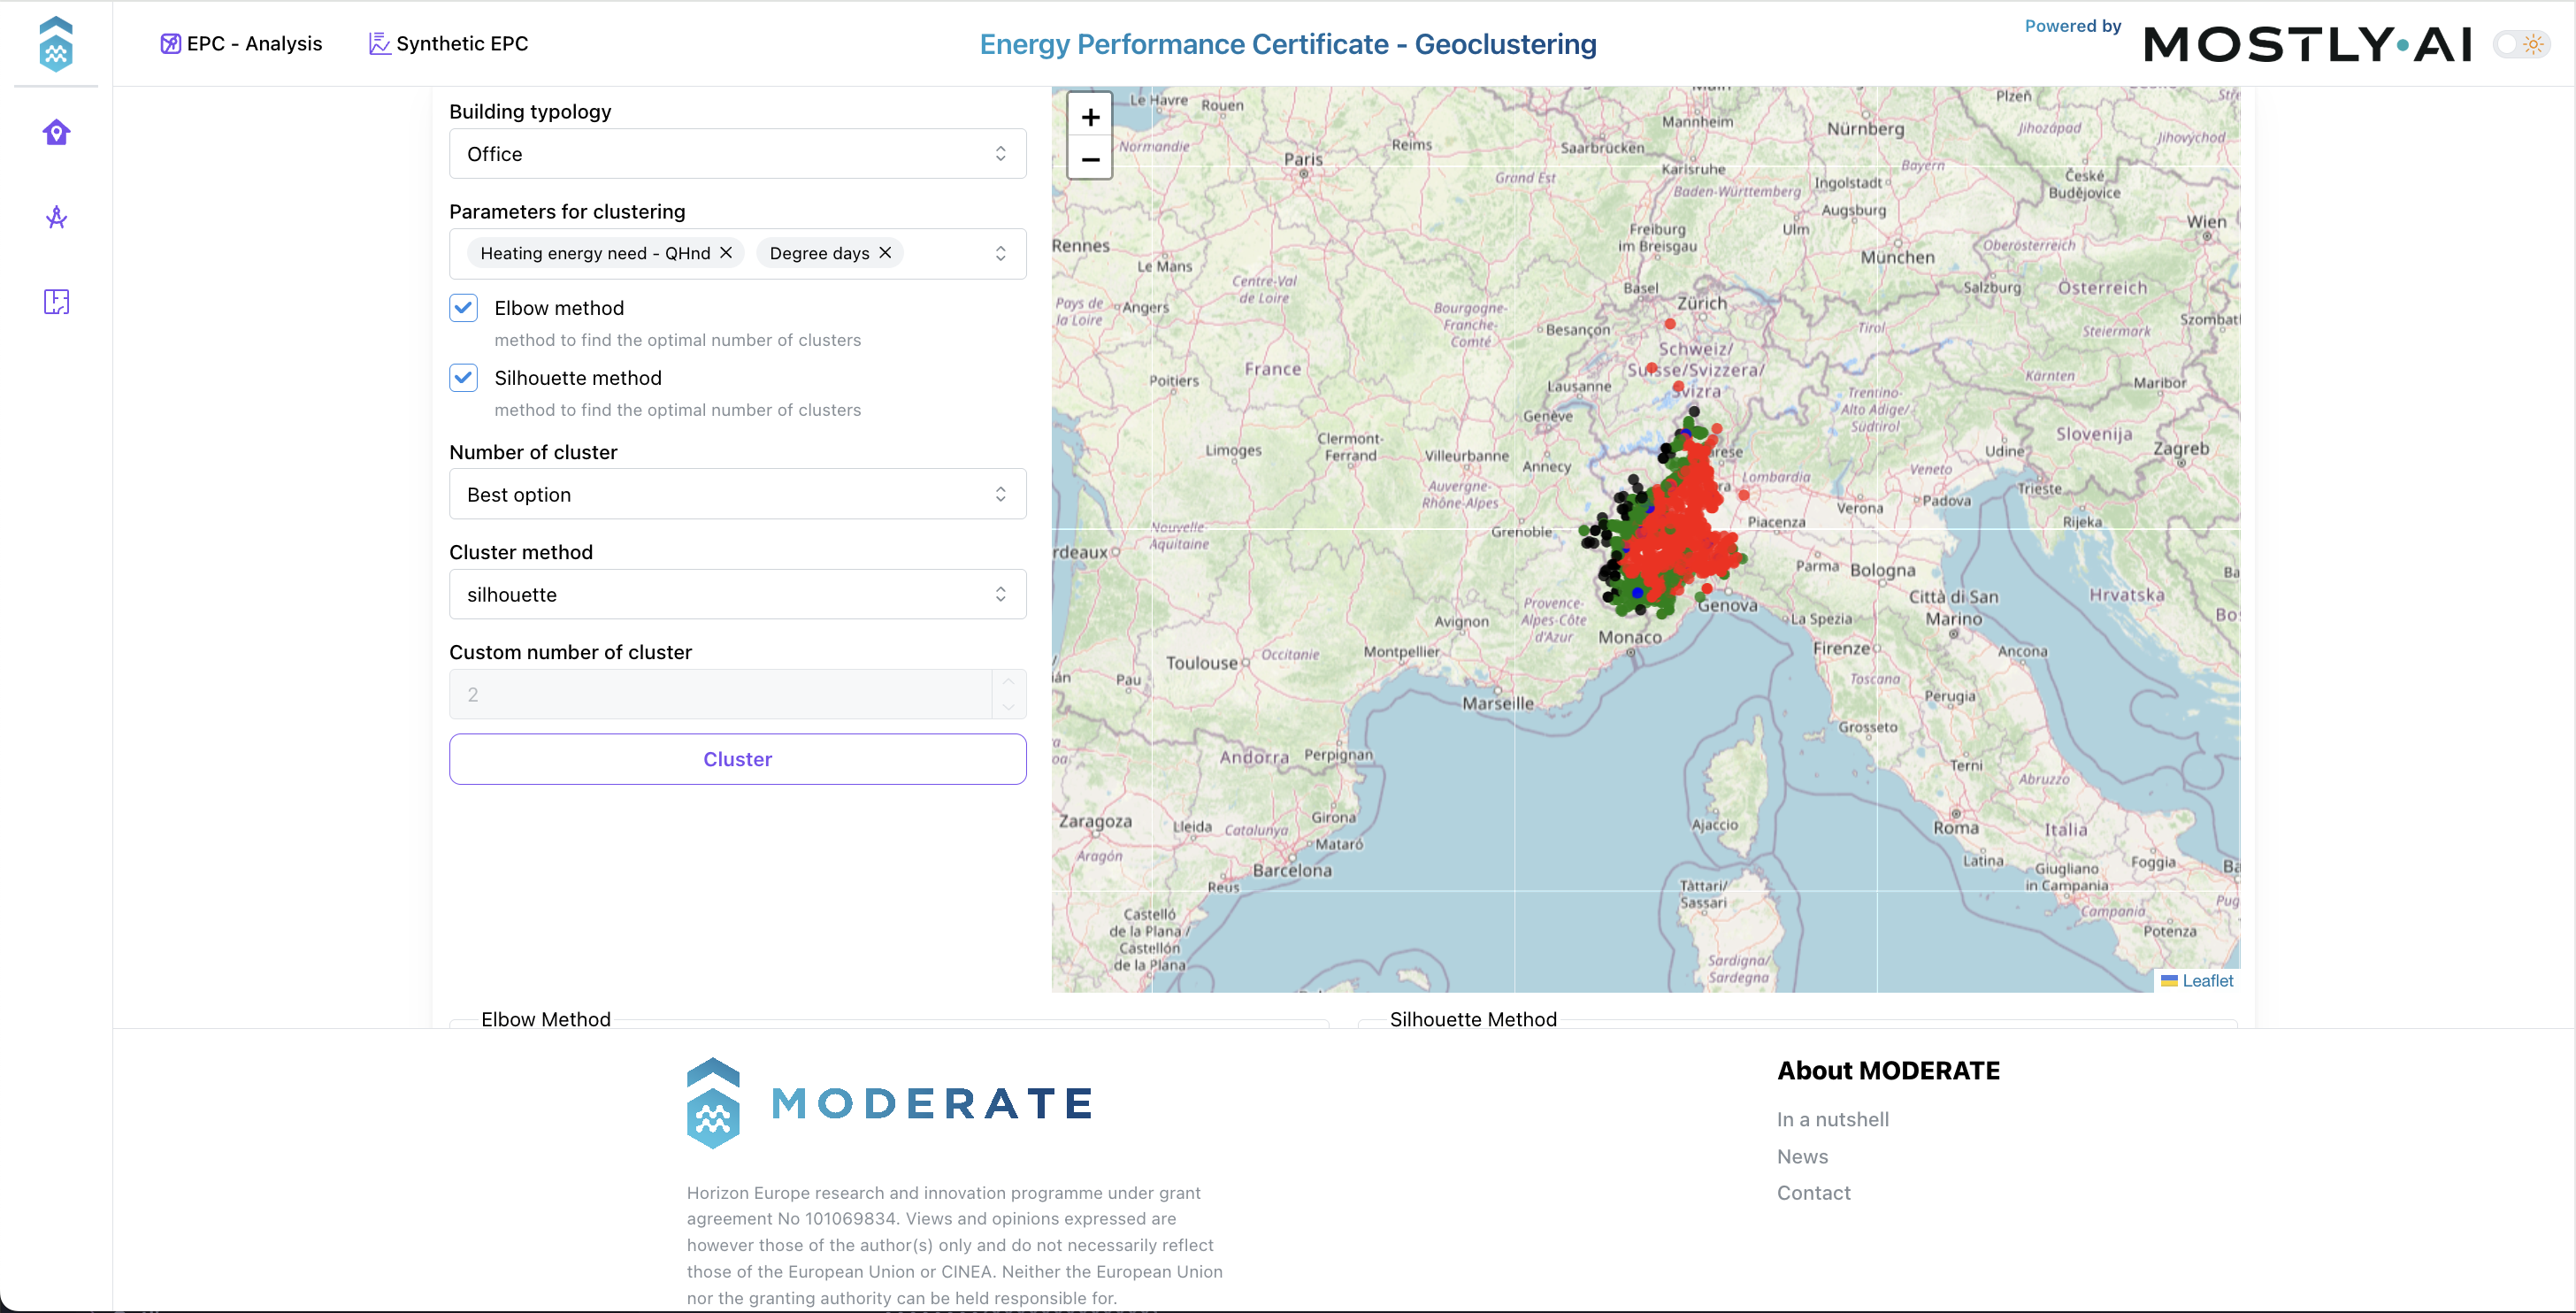 EPC - Analysis
Synthetic EPC
Energy Performance Certificate - Geoclustering
Powered by
MOSTLY·AI
Building typology
Office
Parameters for clustering
Heating energy need - QHnd
Degree days
Elbow method
method to find the optimal number of clusters
Silhouette method
method to find the optimal number of clusters
Number of cluster
Best option
Cluster method
silhouette
Custom number of cluster
2
Cluster
+
−
Le Havre
Rouen
Normandie
Paris
Reims
Grand Est
Saarbrücken
Mannheim
Karlsruhe
Baden-Württemberg
Nürnberg
Bayern
Ingolstadt
Augsburg
Plzeň
Jihozápad
Jihovýchod
České
Budějovice
Wien
Rennes
Le Mans
Pays de
la Loire
Angers
Centre-Val
de Loire
Bourgogne-
Franche-
Comté
Besançon
Freiburg
im Breisgau
Ulm
München
Basel
Zürich
Salzburg
Oberösterreich
Österreich
Steiermark
Tirol
Schweiz/
Suisse/Svizzera/
Svizra
Lausanne
Genève
Poitiers
France
Kärnten
Maribor
Trentino-
Alto Adige/
Südtirol
Limoges
Clermont-
Ferrand
Villeurbanne
Annecy
Auvergne-
Rhône-Alpes
Grenoble
Lombardia
Veneto
Udine
Slovenija
Zagreb
Trieste
Rijeka
Padova
Verona
Piacenza
Nouvelle-
Aquitaine
Parma
Bologna
Genova
Provence-
Alpes-Côte
d'Azur
Avignon
Monaco
La Spezia
Città di San
Marino
Hrvatska
Toulouse
Occitanie
Montpellier
Marseille
Pau
Firenze
Toscana
Ancona
Perugia
Grosseto
Terni
Abruzzo
Andorra
Perpignan
Zaragoza
Lleida
Catalunya
Girona
Mataró
Aragón
Barcelona
Reus
Ajaccio
Roma
Italia
Latina
Foggia
Giugliano
in Campania
Campania
Potenza
Tàttari/
Sassari
Sardigna/
Sardegna
Castelló
de la Plana /
Castellón
de la Plana
Leaflet
Elbow Method
Silhouette Method
MODERATE
Horizon Europe research and innovation programme under grant
agreement No 101069834. Views and opinions expressed are
however those of the author(s) only and do not necessarily reflect
those of the European Union or CINEA. Neither the European Union
nor the granting authority can be held responsible for.
About MODERATE
In a nutshell
News
Contact